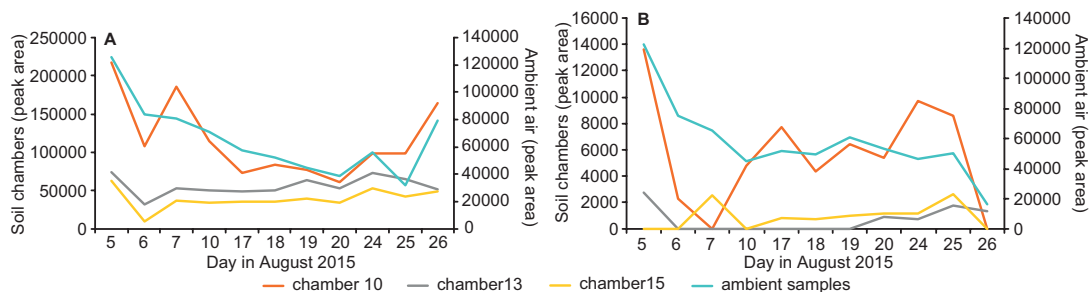 A
Soil chambers (peak area)
250000
200000
150000
100000
50000
0
140000
120000
100000
80000
60000
40000
20000
0
Ambient air (peak area)
5 6 7 10 17 18 19 20 24 25 26
Day in August 2015
B
Soil chambers (peak area)
16000
14000
12000
10000
8000
6000
4000
2000
0
140000
120000
100000
80000
60000
40000
20000
0
Ambient air (peak area)
5 6 7 10 17 18 19 20 24 25 26
Day in August 2015
chamber 10 chamber13 chamber15 ambient samples